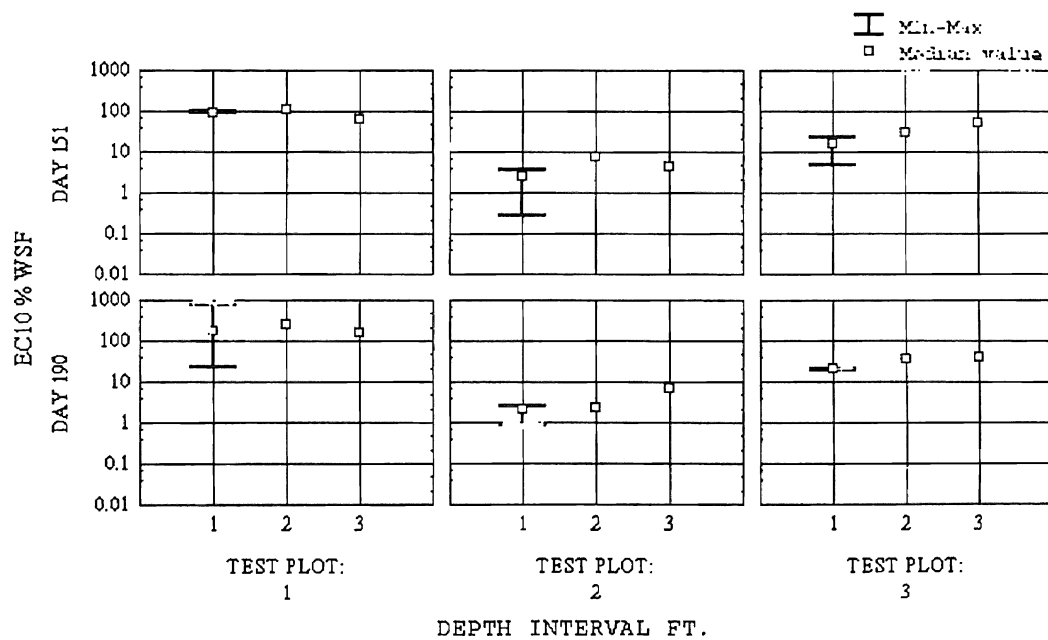 Min-Max
Median value
DAY 151
1000
100
10
1
0.1
0.01
EC10 % WSF
DAY 190
1000
100
10
1
0.1
0.01
1 2 3 1 2 3 1 2 3
TEST PLOT: TEST PLOT: TEST PLOT:
1 2 3
DEPTH INTERVAL FT.